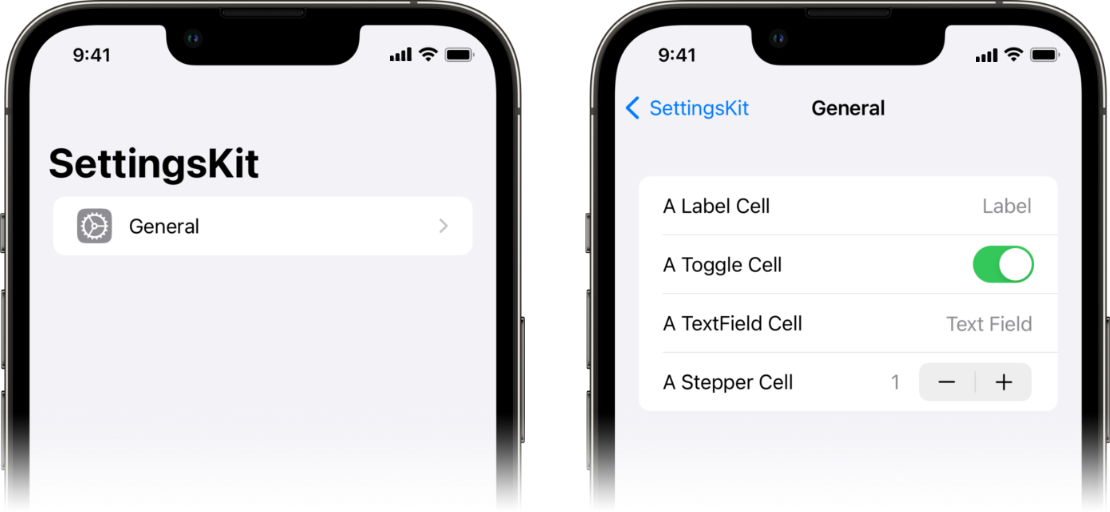 9:41
SettingsKit
General
9:41
SettingsKit General
A Label Cell Label
A Toggle Cell
A TextField Cell Text Field
A Stepper Cell 1 − +